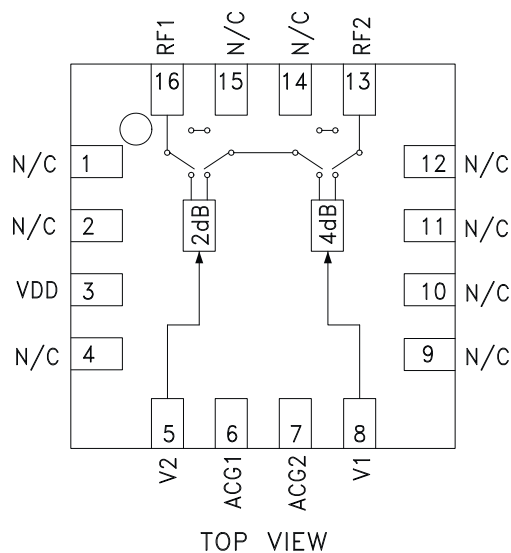 RF1
N/C
N/C
RF2
16
15
14
13
N/C 1
12 N/C
N/C 2
11 N/C
2dB
4dB
VDD 3
10 N/C
N/C 4
9 N/C
5
6
7
8
V2
ACG1
ACG2
V1
TOP VIEW